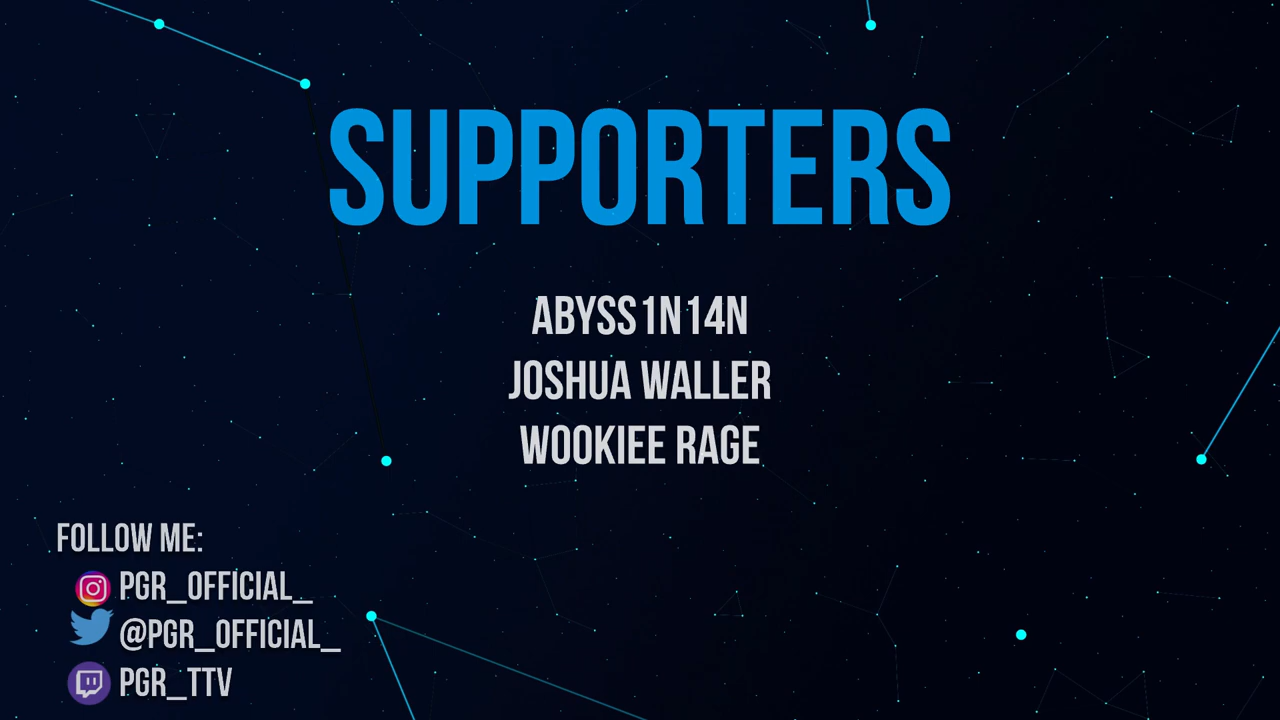 SUPPORTERS
ABYSS1N14N
JOSHUA WALLER
WOOKIEE RAGE
FOLLOW ME:
PGR_OFFICIAL_
@PGR_OFFICIAL_
PGR_TTV